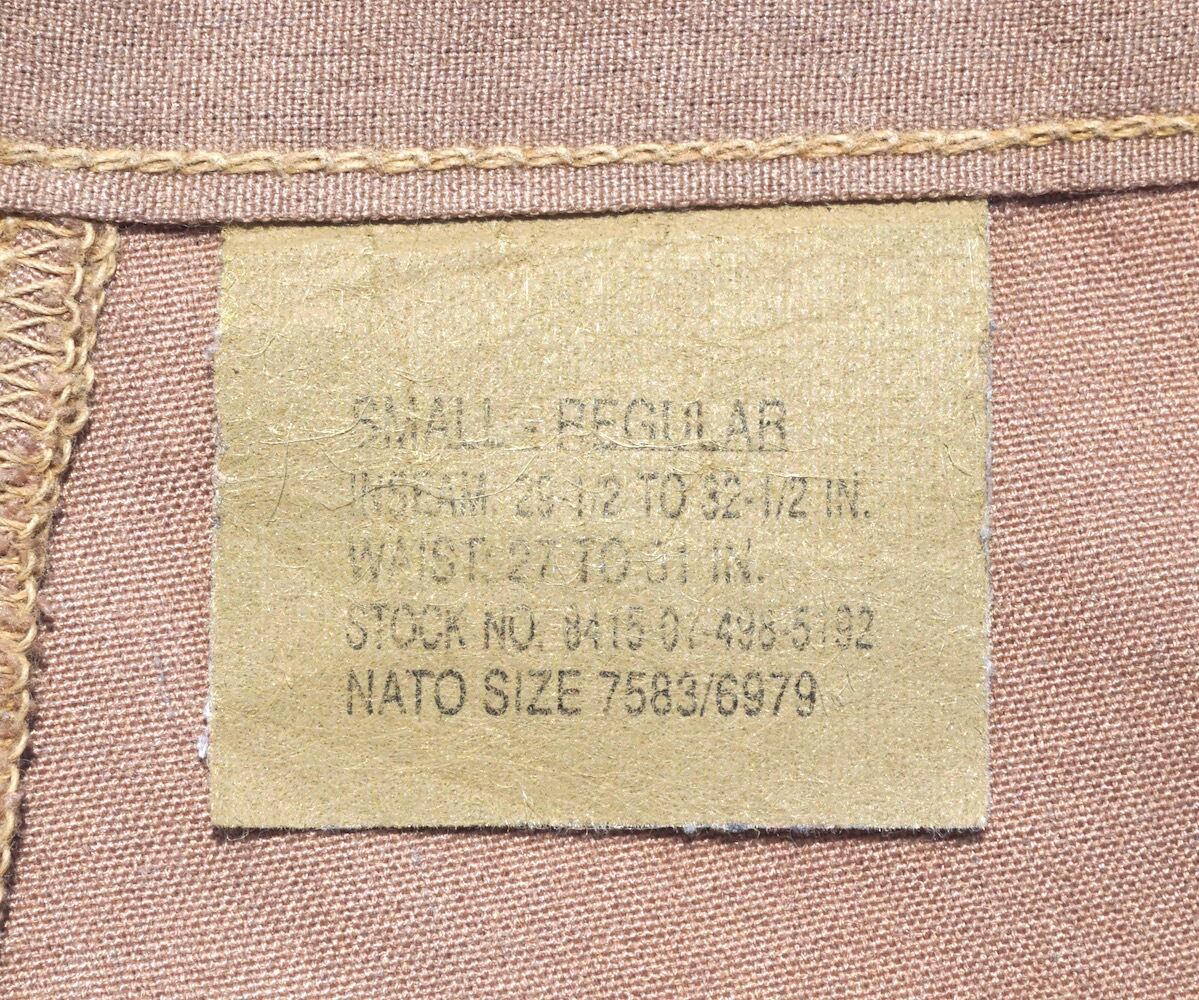 SMALL - REGULAR
INSEAM: 29-1/2 TO 32-1/2 IN.
WAIST: 27 TO 31 IN.
STOCK NO. 8415-01-498-5192
NATO SIZE 7583/6979